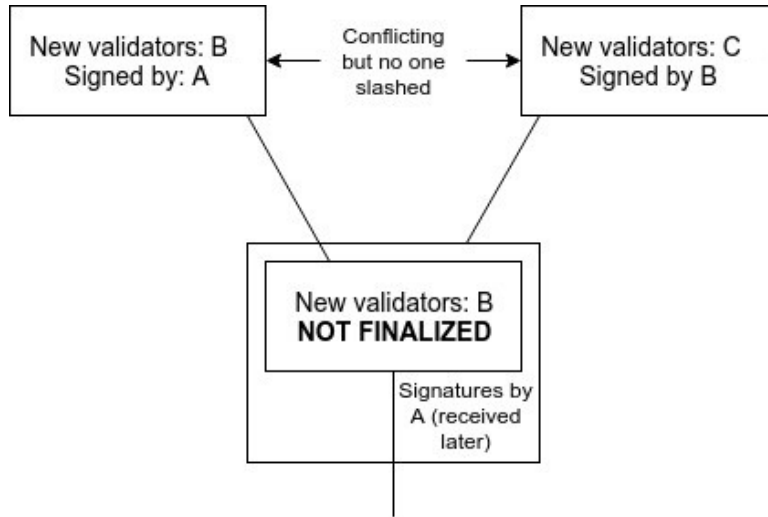 New validators: B
Signed by: A
Conflicting
but no one
slashed
New validators: C
Signed by B
New validators: B
NOT FINALIZED
Signatures by
A (received
later)